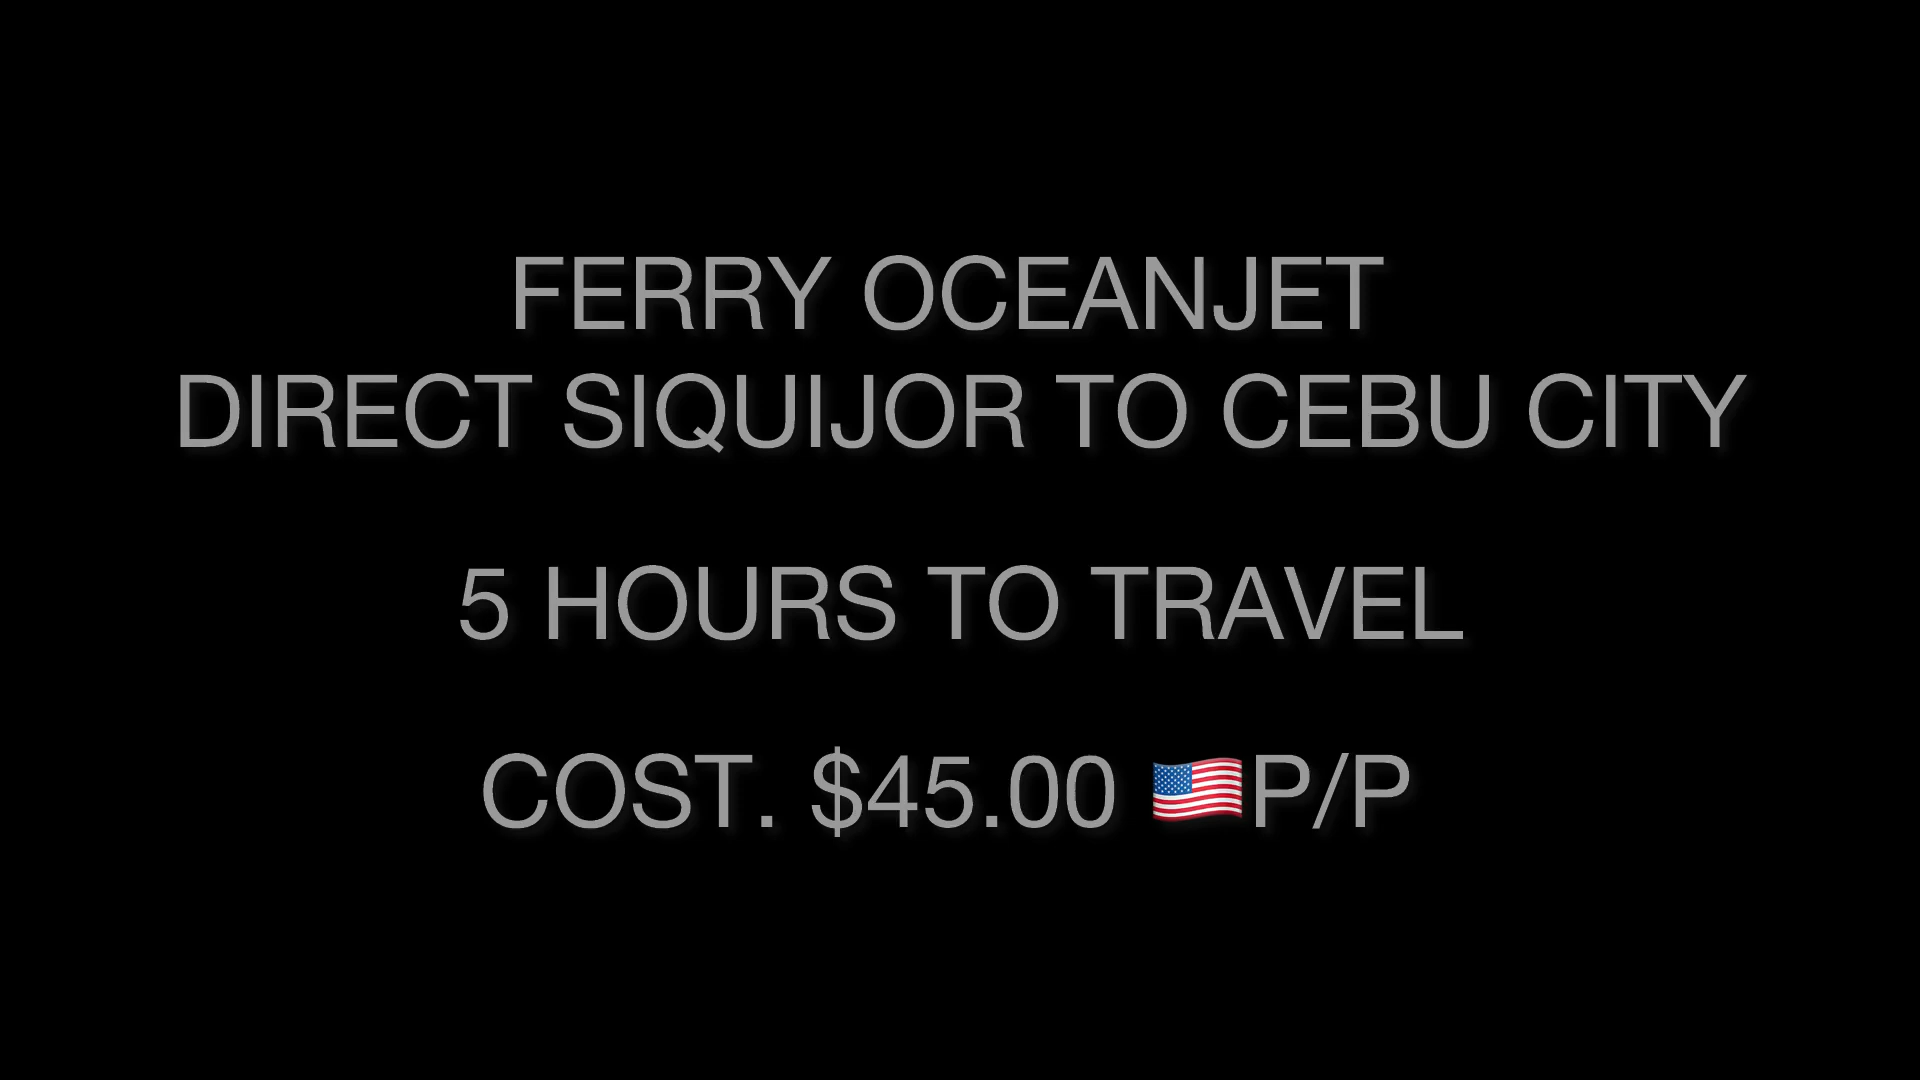 FERRY OCEANJET
DIRECT SIQUIJOR TO CEBU CITY
5 HOURS TO TRAVEL
COST. $45.00 🇺🇸P/P